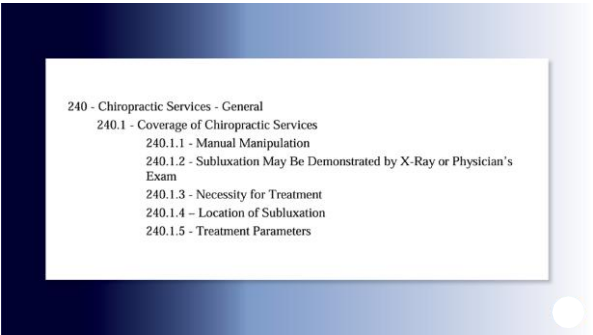 240 - Chiropractic Services - General
240.1 - Coverage of Chiropractic Services
240.1.1 - Manual Manipulation
240.1.2 - Subluxation May Be Demonstrated by X-Ray or Physician's
Exam
240.1.3 - Necessity for Treatment
240.1.4 – Location of Subluxation
240.1.5 - Treatment Parameters